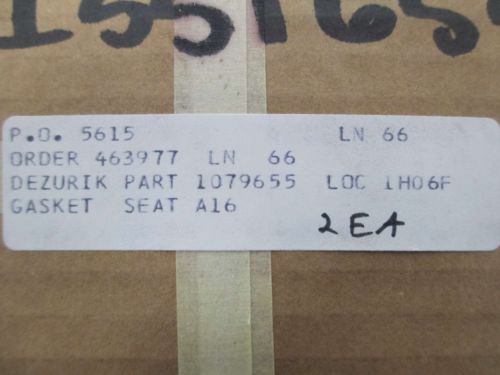 P.O. 5615 LN 66
ORDER 463977 LN 66
DEZURIK PART 1079655 LOC 1H06F
GASKET SEAT A16
2 EA